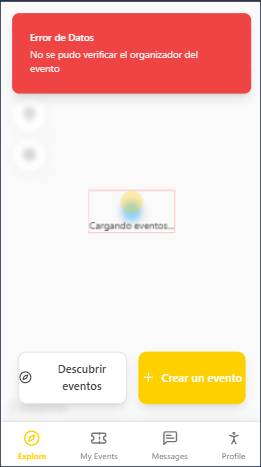 Error de Datos
No se pudo verificar el organizador del
evento
Cargando eventos...
Descubrir
eventos
Crear un evento
Explore
My Events
Messages
Profile